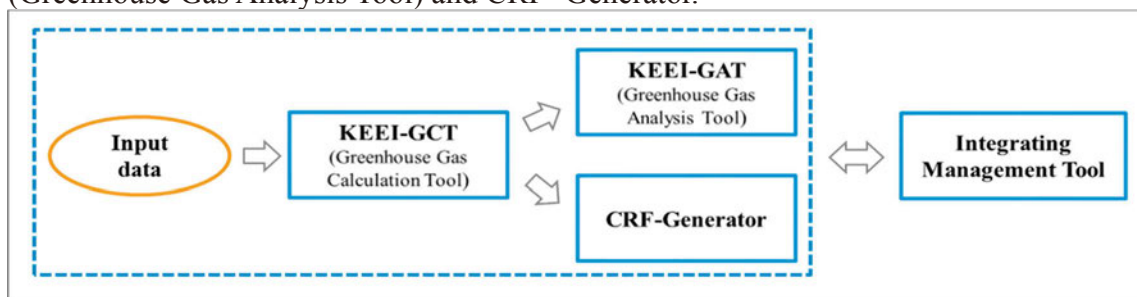 (Greenhouse Gas Analysis Tool) and CRF- Generator.
Input
data
KEEI-GCT
(Greenhouse Gas
Calculation Tool)
KEEI-GAT
(Greenhouse Gas
Analysis Tool)
CRF-Generator
Integrating
Management Tool